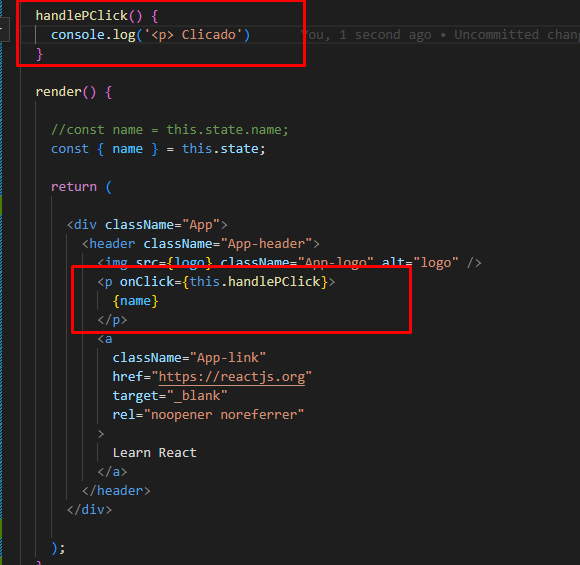 handlePClick() {
console.log('<p> Clicado') You, 1 second ago • Uncommitted chang
}
render() {
//const name = this.state.name;
const { name } = this.state;
return (
<div className="App">
<header className="App-header">
<img src={logo} className="App-logo" alt="logo" />
<p onClick={this.handlePClick}>
{name}
</p>
<a
className="App-link"
href="https://reactjs.org"
target="_blank"
rel="noopener noreferrer"
>
Learn React
</a>
</header>
</div>
);
}